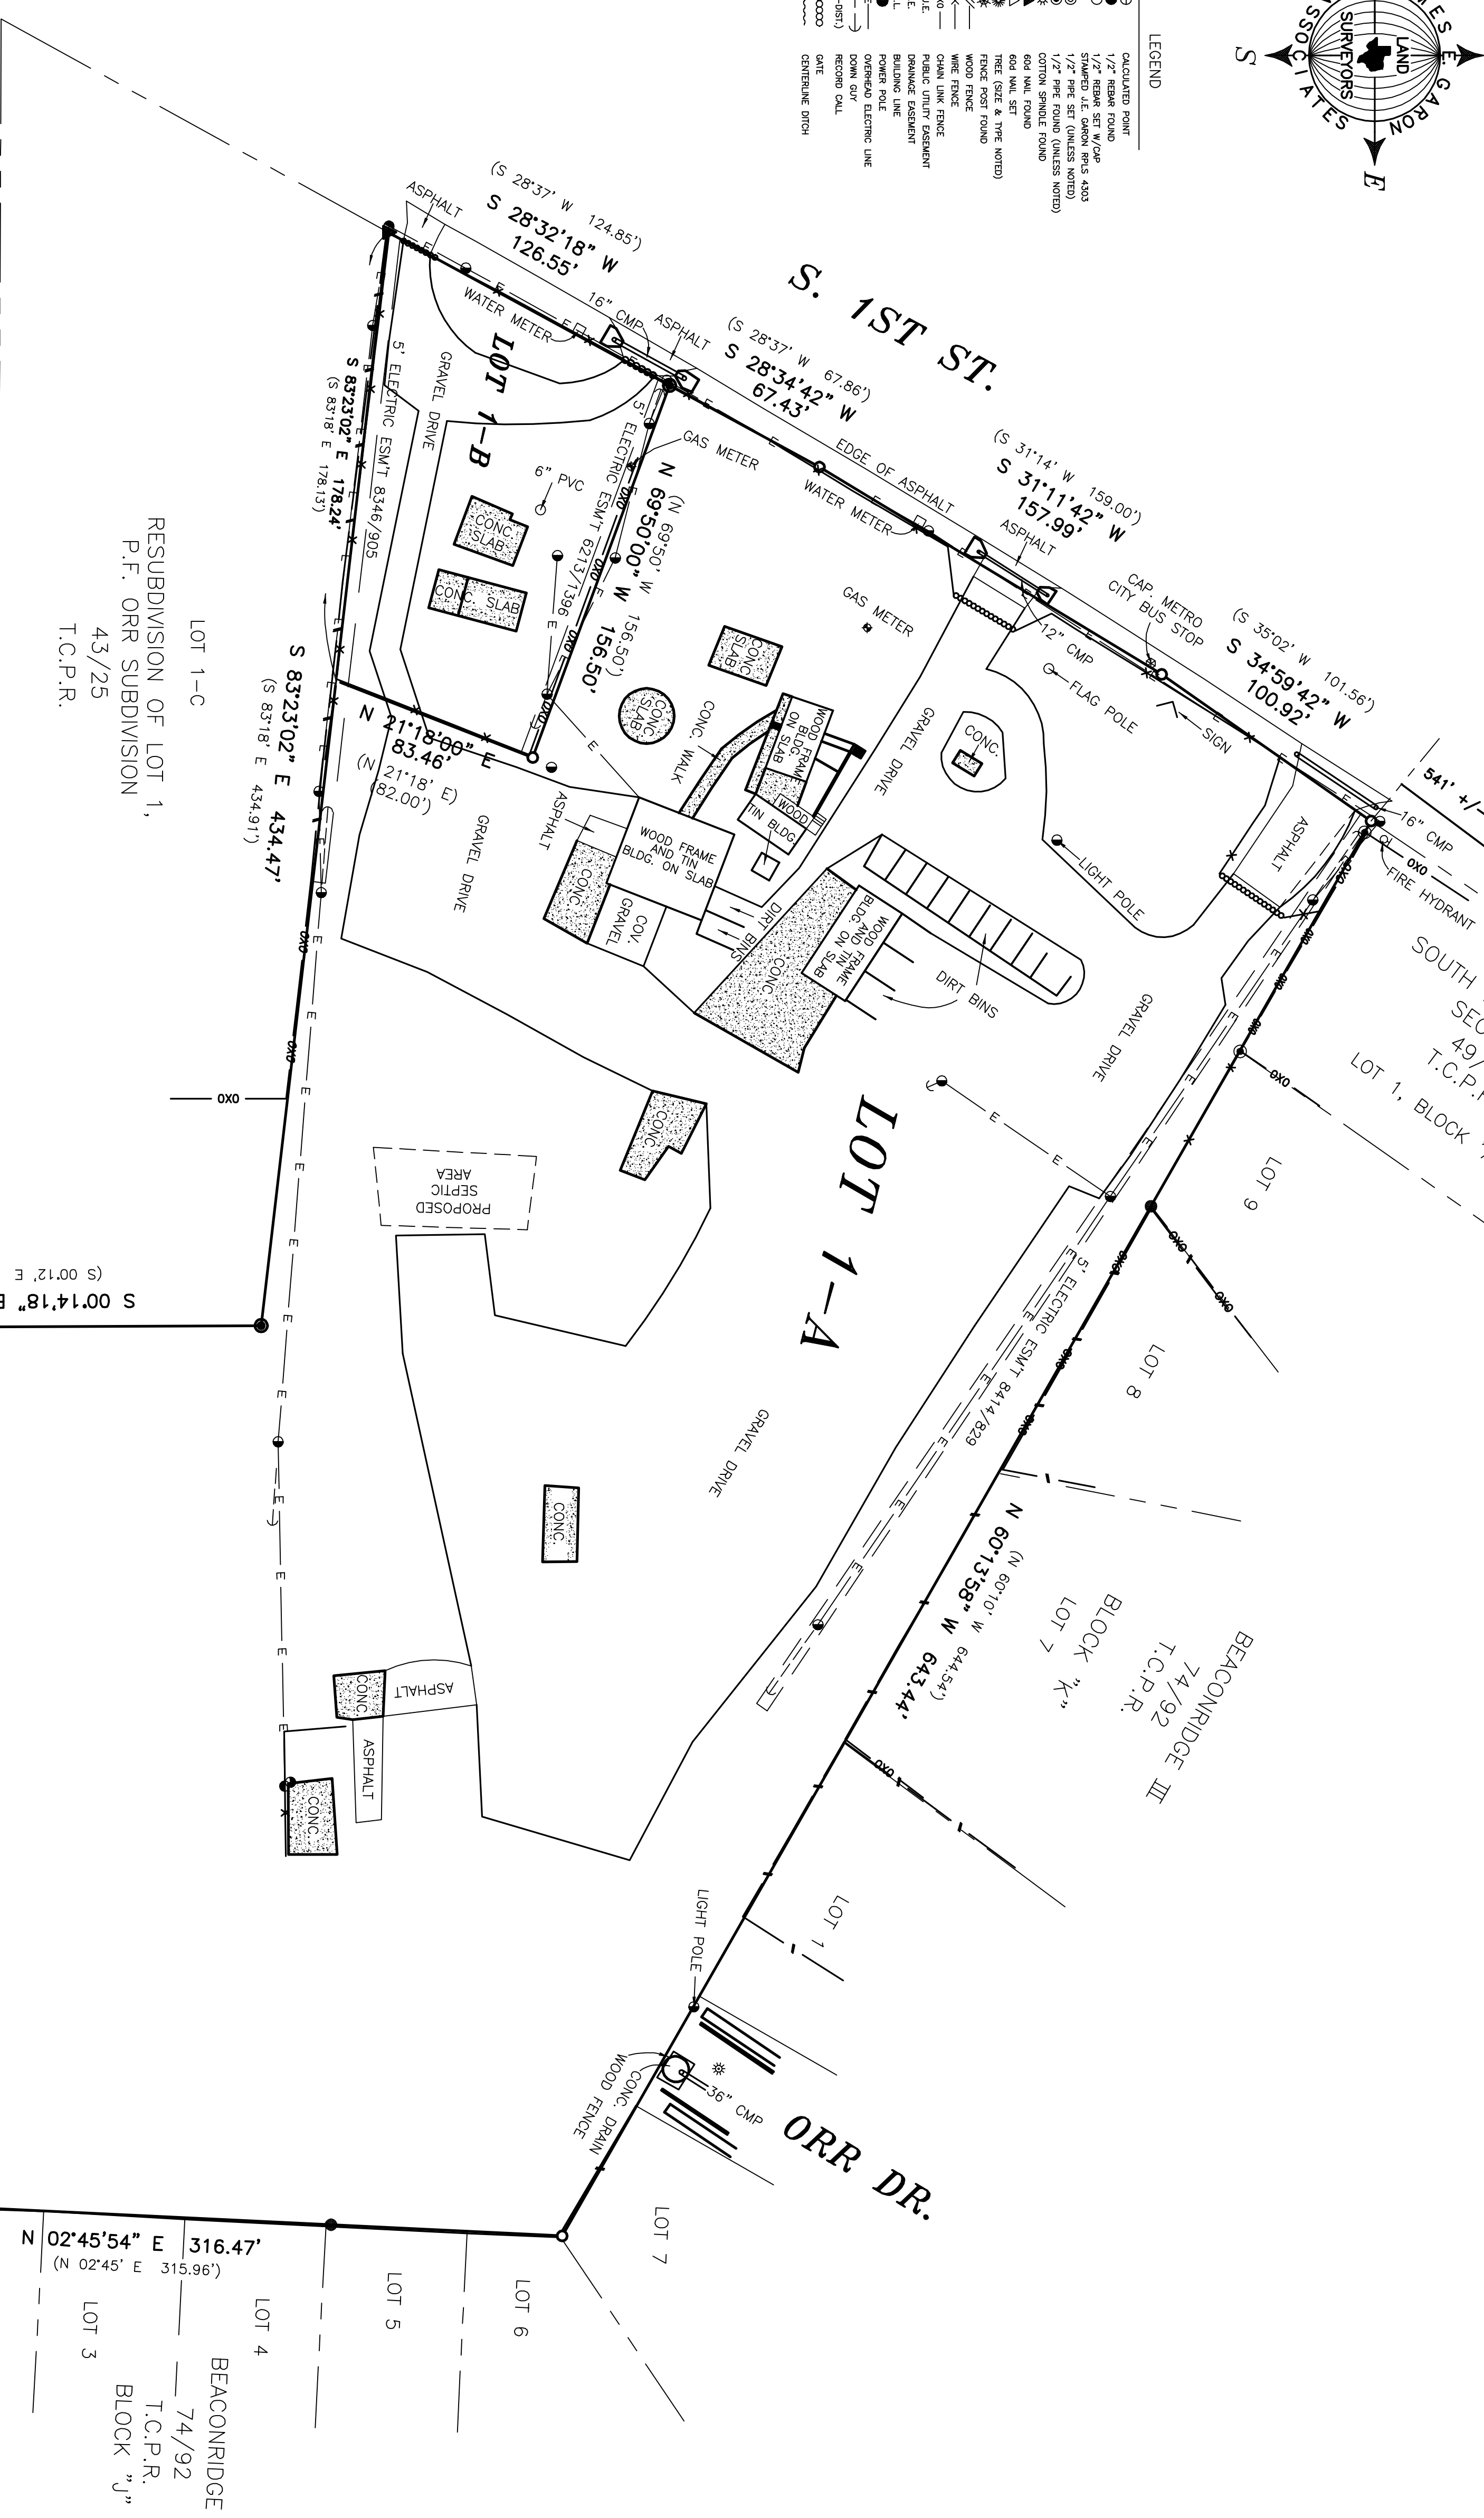 JAMES E. GARON
ASSOCIATES
LAND
SURVEYORS
S
E
LEGEND
CALCULATED POINT
1/2" REBAR FOUND
1/2" REBAR SET W/CAP
STAMPED J.E. GARON RPLS 4303
1/2" PIPE SET (UNLESS NOTED)
1/2" PIPE FOUND (UNLESS NOTED)
COTTON SPINDLE FOUND
60d NAIL FOUND
60d NAIL SET
TREE (SIZE & TYPE NOTED)
FENCE POST FOUND
WOOD FENCE
WIRE FENCE
CHAIN LINK FENCE
PUBLIC UTILITY EASEMENT
DRAINAGE EASEMENT
BUILDING LINE
POWER POLE
OVERHEAD ELECTRIC LINE
DOWN GUY
RECORD CALL
GATE
CENTERLINE DITCH
S. 1ST ST.
(S 28°37' W 124.85')
S 28°32'18" W
126.55'
(S 28°37' W 67.86')
S 28°34'42" W
67.43'
(S 31°14' W 159.00')
S 31°11'42" W
157.99'
(S 35°02' W 101.56')
S 34°59'42" W
100.92'
541' +/-
ASPHALT
WATER METER
16" CMP
ASPHALT
EDGE OF ASPHALT
GAS METER
WATER METER
ASPHALT
12" CMP
CAP. METRO
CITY BUS STOP
FLAG POLE
SIGN
GAS METER
16" CMP
FIRE HYDRANT
ASPHALT
LIGHT POLE
LOT 1-B
GRAVEL DRIVE
5' ELECTRIC ESM'T 8346/905
S 83°23'02" E 178.24'
(S 83°18' E 178.13')
5' ELECTRIC ESM'T 6213/1396
N 69°50'00" W 156.50'
(N 69°50' W 156.50')
6" PVC
CONC.
SLAB
CONC. SLAB
N 21°18'00" E
83.46'
(N 21°18' E)
(82.00')
S 83°23'02" E 434.47'
(S 83°18' E 434.91')
LOT 1-C
RESUBDIVISION OF LOT 1,
P.F. ORR SUBDIVISION
43/25
T.C.P.R.
CONC
SLAB
CONC
SLAB
CONC. WALK
WOOD FRAME
BLDG.
ON SLAB
WOOD
TIN BLDG.
GRAVEL DRIVE
CONC.
ASPHALT
GRAVEL DRIVE
WOOD FRAME
AND TIN
BLDG. ON SLAB
CONC
COV.
GRAVEL
DIRT
BINS
WOOD FRAME
AND TIN
BLDG. ON SLAB
CONC
DIRT BINS
GRAVEL DRIVE
CONC
PROPOSED
SEPTIC
AREA
LOT 1-A
GRAVEL DRIVE
CONC.
5' ELECTRIC ESM'T 8414/829
N 60°13'58" W 643.44'
(N 60°10' W 644.54')
SOUTH
T.C.P.R
LOT 1, BLOCK
LOT 9
LOT 8
LOT 7
BLOCK "K"
BEACONRIDGE III
74/92
T.C.P.R.
LOT 1
S 00°14'18" E
(S 00°12' E
CONC
ASPHALT
ASPHALT
CONC.
LIGHT POLE
CONC. DRAIN
WOOD FENCE
36" CMP
ORR DR.
LOT 7
LOT 6
LOT 5
LOT 4
LOT 3
N 02°45'54" E 316.47'
(N 02°45' E 315.96')
BEACONRIDGE
74/92
T.C.P.R.
BLOCK "J"